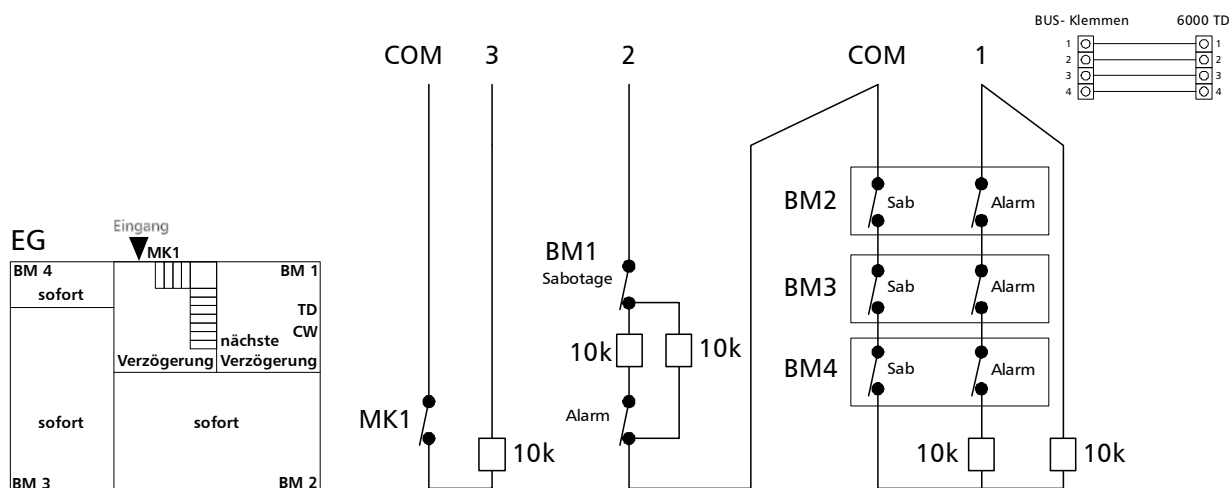 BUS- Klemmen 6000 TD
1 1
2 2
3 3
4 4
COM 3 2 COM 1
BM2 Sab Alarm
Eingang
EG
MK1
BM 4 BM 1
sofort
TD
CW
nächste
Verzögerung Verzögerung
sofort sofort
BM 3 BM 2
BM1
Sabotage
BM3 Sab Alarm
10k 10k
BM4 Sab Alarm
MK1 Alarm
10k 10k 10k